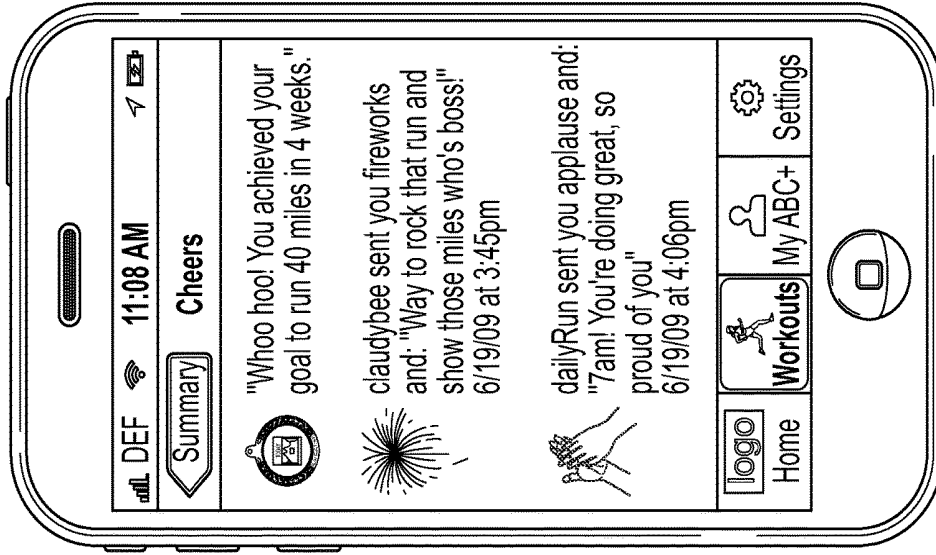 DEF 11:08 AM
Summary Cheers
"Whoo hoo! You achieved your
goal to run 40 miles in 4 weeks."
claudybee sent you fireworks
and: "Way to rock that run and
show those miles who's boss!"
6/19/09 at 3:45pm
dailyRun sent you applause and:
"7am! You're doing great, so
proud of you"
6/19/09 at 4:06pm
logo
Home Workouts My ABC+ Settings